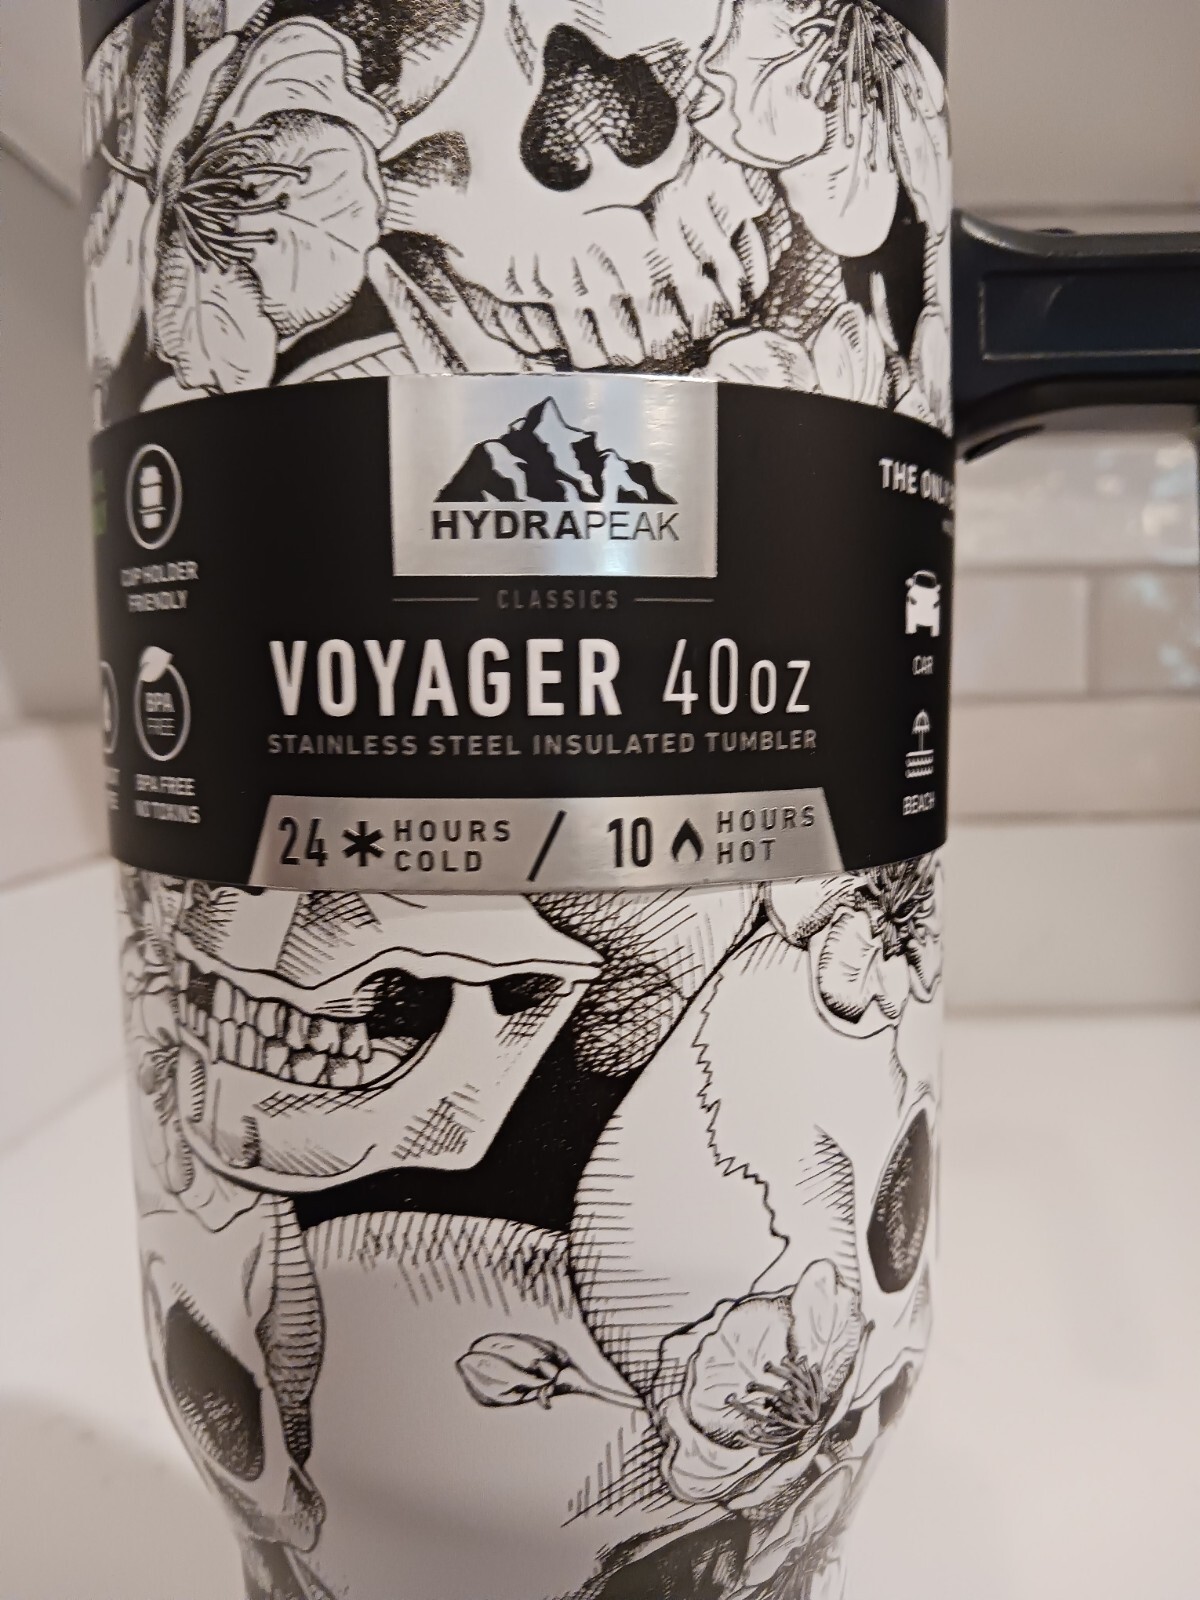 HYDRAPEAK
CLASSICS
VOYAGER 40oz
STAINLESS STEEL INSULATED TUMBLER
24 HOURS
COLD
/
10 HOURS
HOT
CUP HOLDER
FRIENDLY
BPA
FREE
BPA FREE
NO TOXINS
THE ONLY
CAR
BEACH